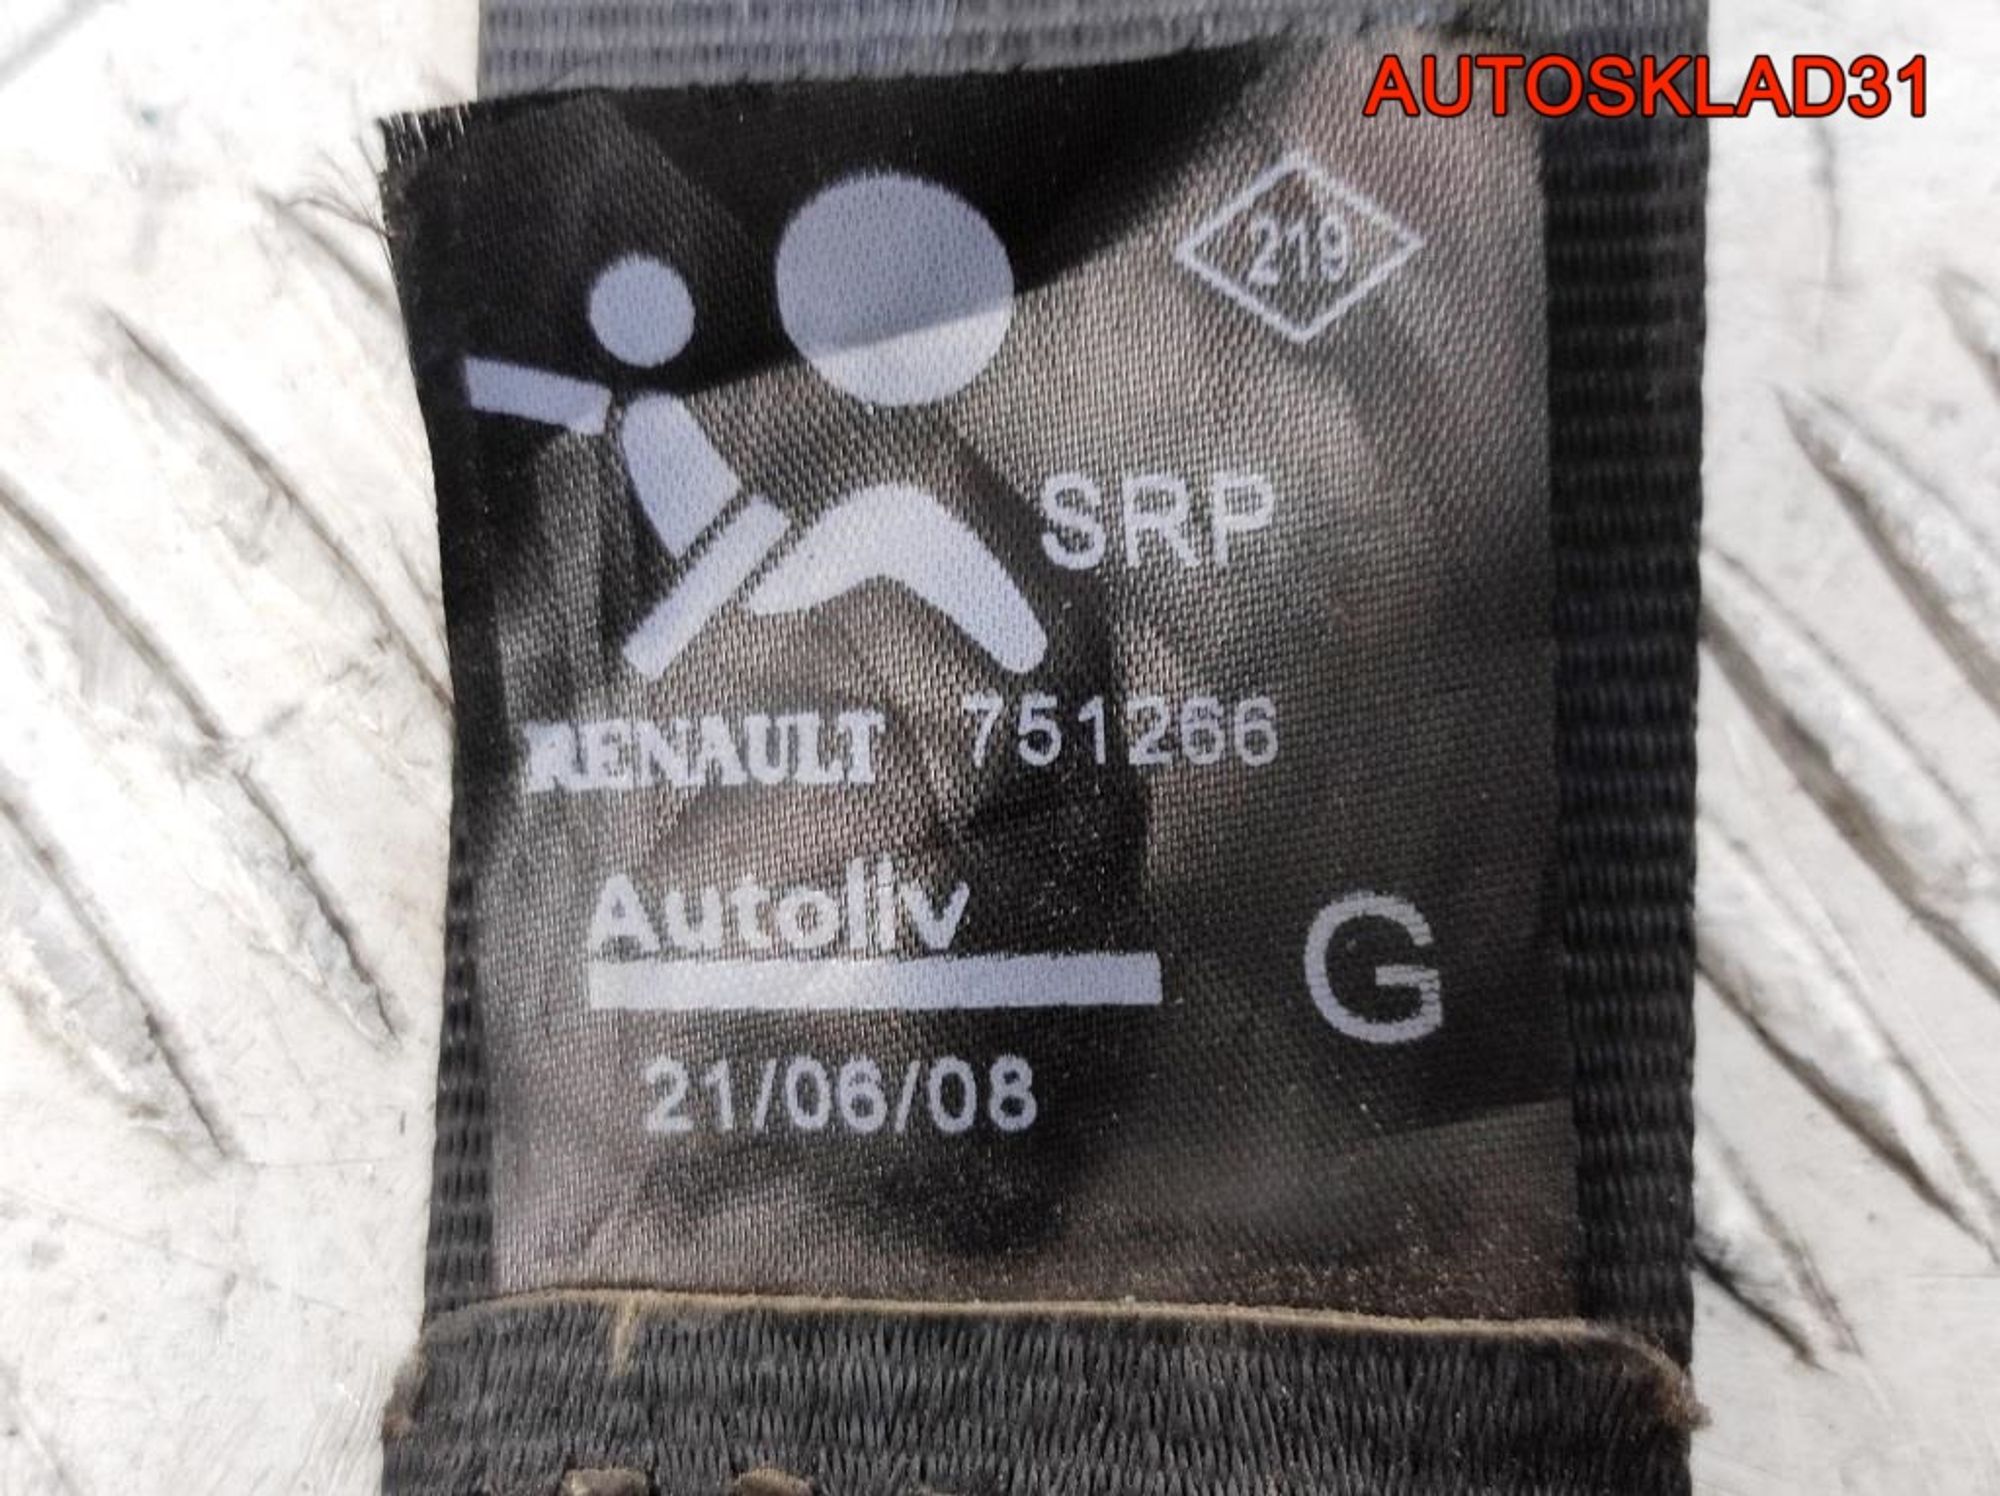 AUTOSKLAD31
219
SRP
RENAULT 751266
Autoliv
G
21/06/08